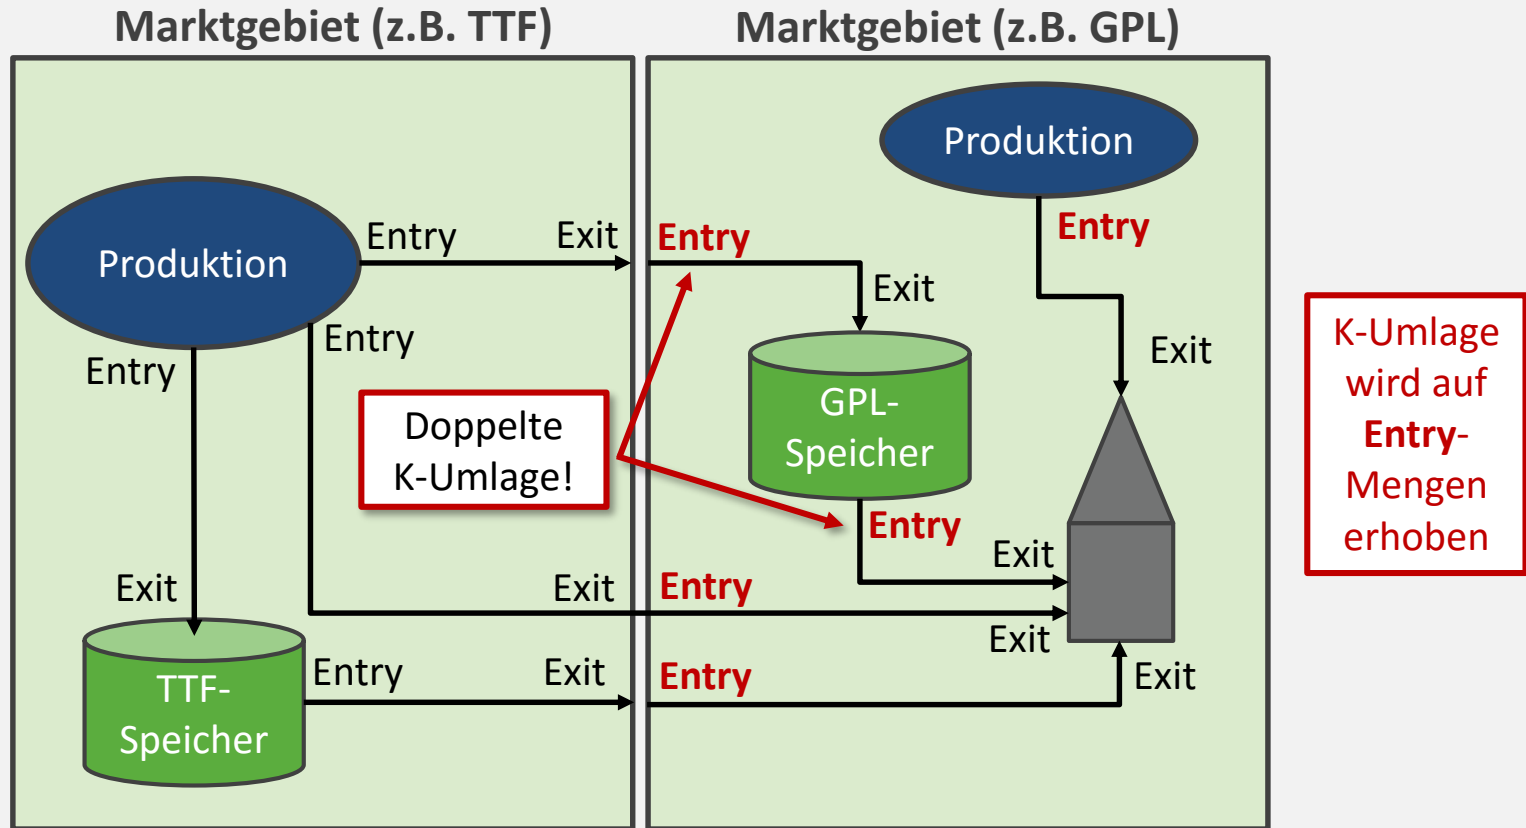 Marktgebiet (z.B. TTF)
Marktgebiet (z.B. GPL)
Produktion
Entry
Produktion
Entry
Exit
Entry
Exit
Entry
Entry
Exit
Doppelte
K-Umlage!
GPL-
Speicher
Entry
Exit
Exit
Exit
Entry
Exit
TTF-
Speicher
Entry
Exit
Entry
Exit
K-Umlage
wird auf
Entry-
Mengen
erhoben